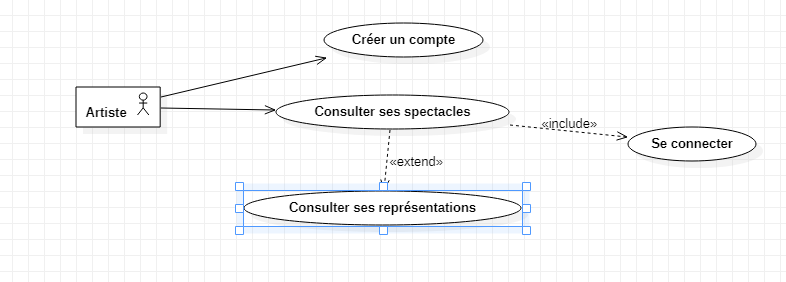 Créer un compte
Artiste
Consulter ses spectacles
«include»
Se connecter
«extend»
Consulter ses représentations